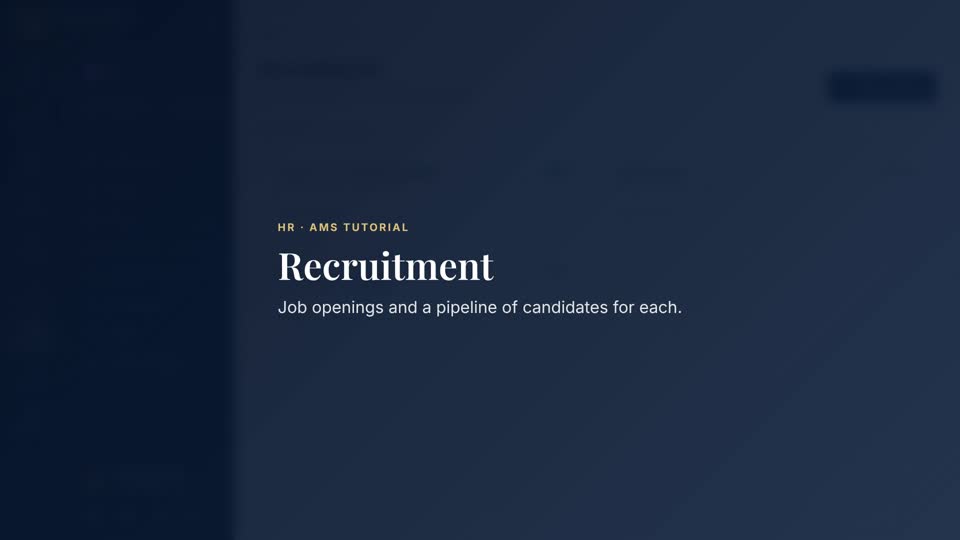 HR · AMS TUTORIAL
Recruitment
Job openings and a pipeline of candidates for each.